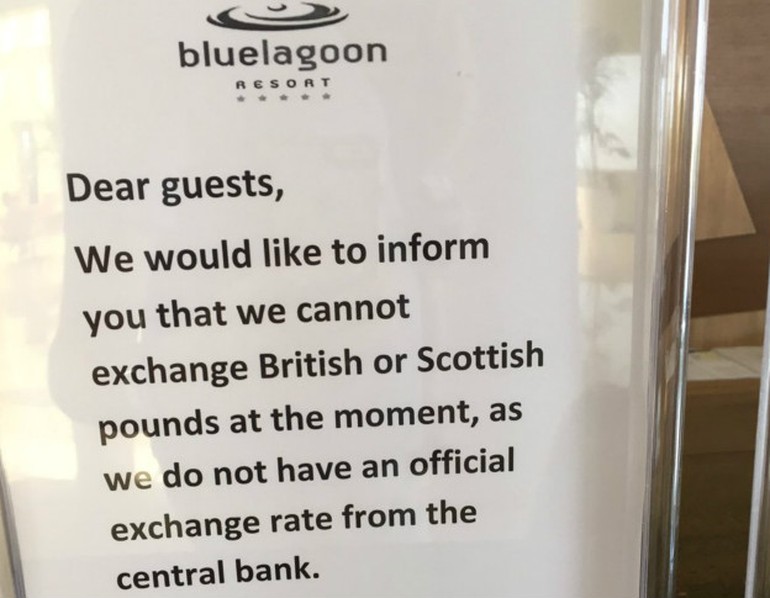 bluelagoon
RESORT
★★★★★
Dear guests,
We would like to inform
you that we cannot
exchange British or Scottish
pounds at the moment, as
we do not have an official
exchange rate from the
central bank.